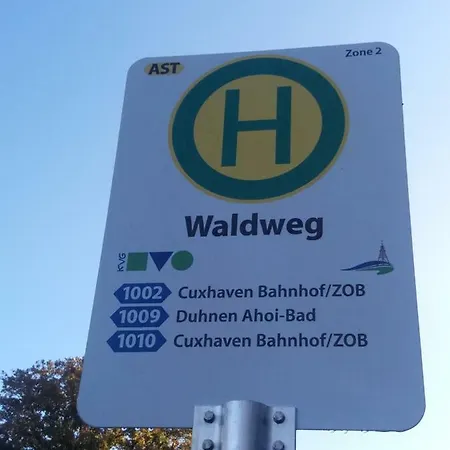 AST
Zone 2
H
Waldweg
KVG
1002 Cuxhaven Bahnhof/ZOB
1009 Duhnen Ahoi-Bad
1010 Cuxhaven Bahnhof/ZOB